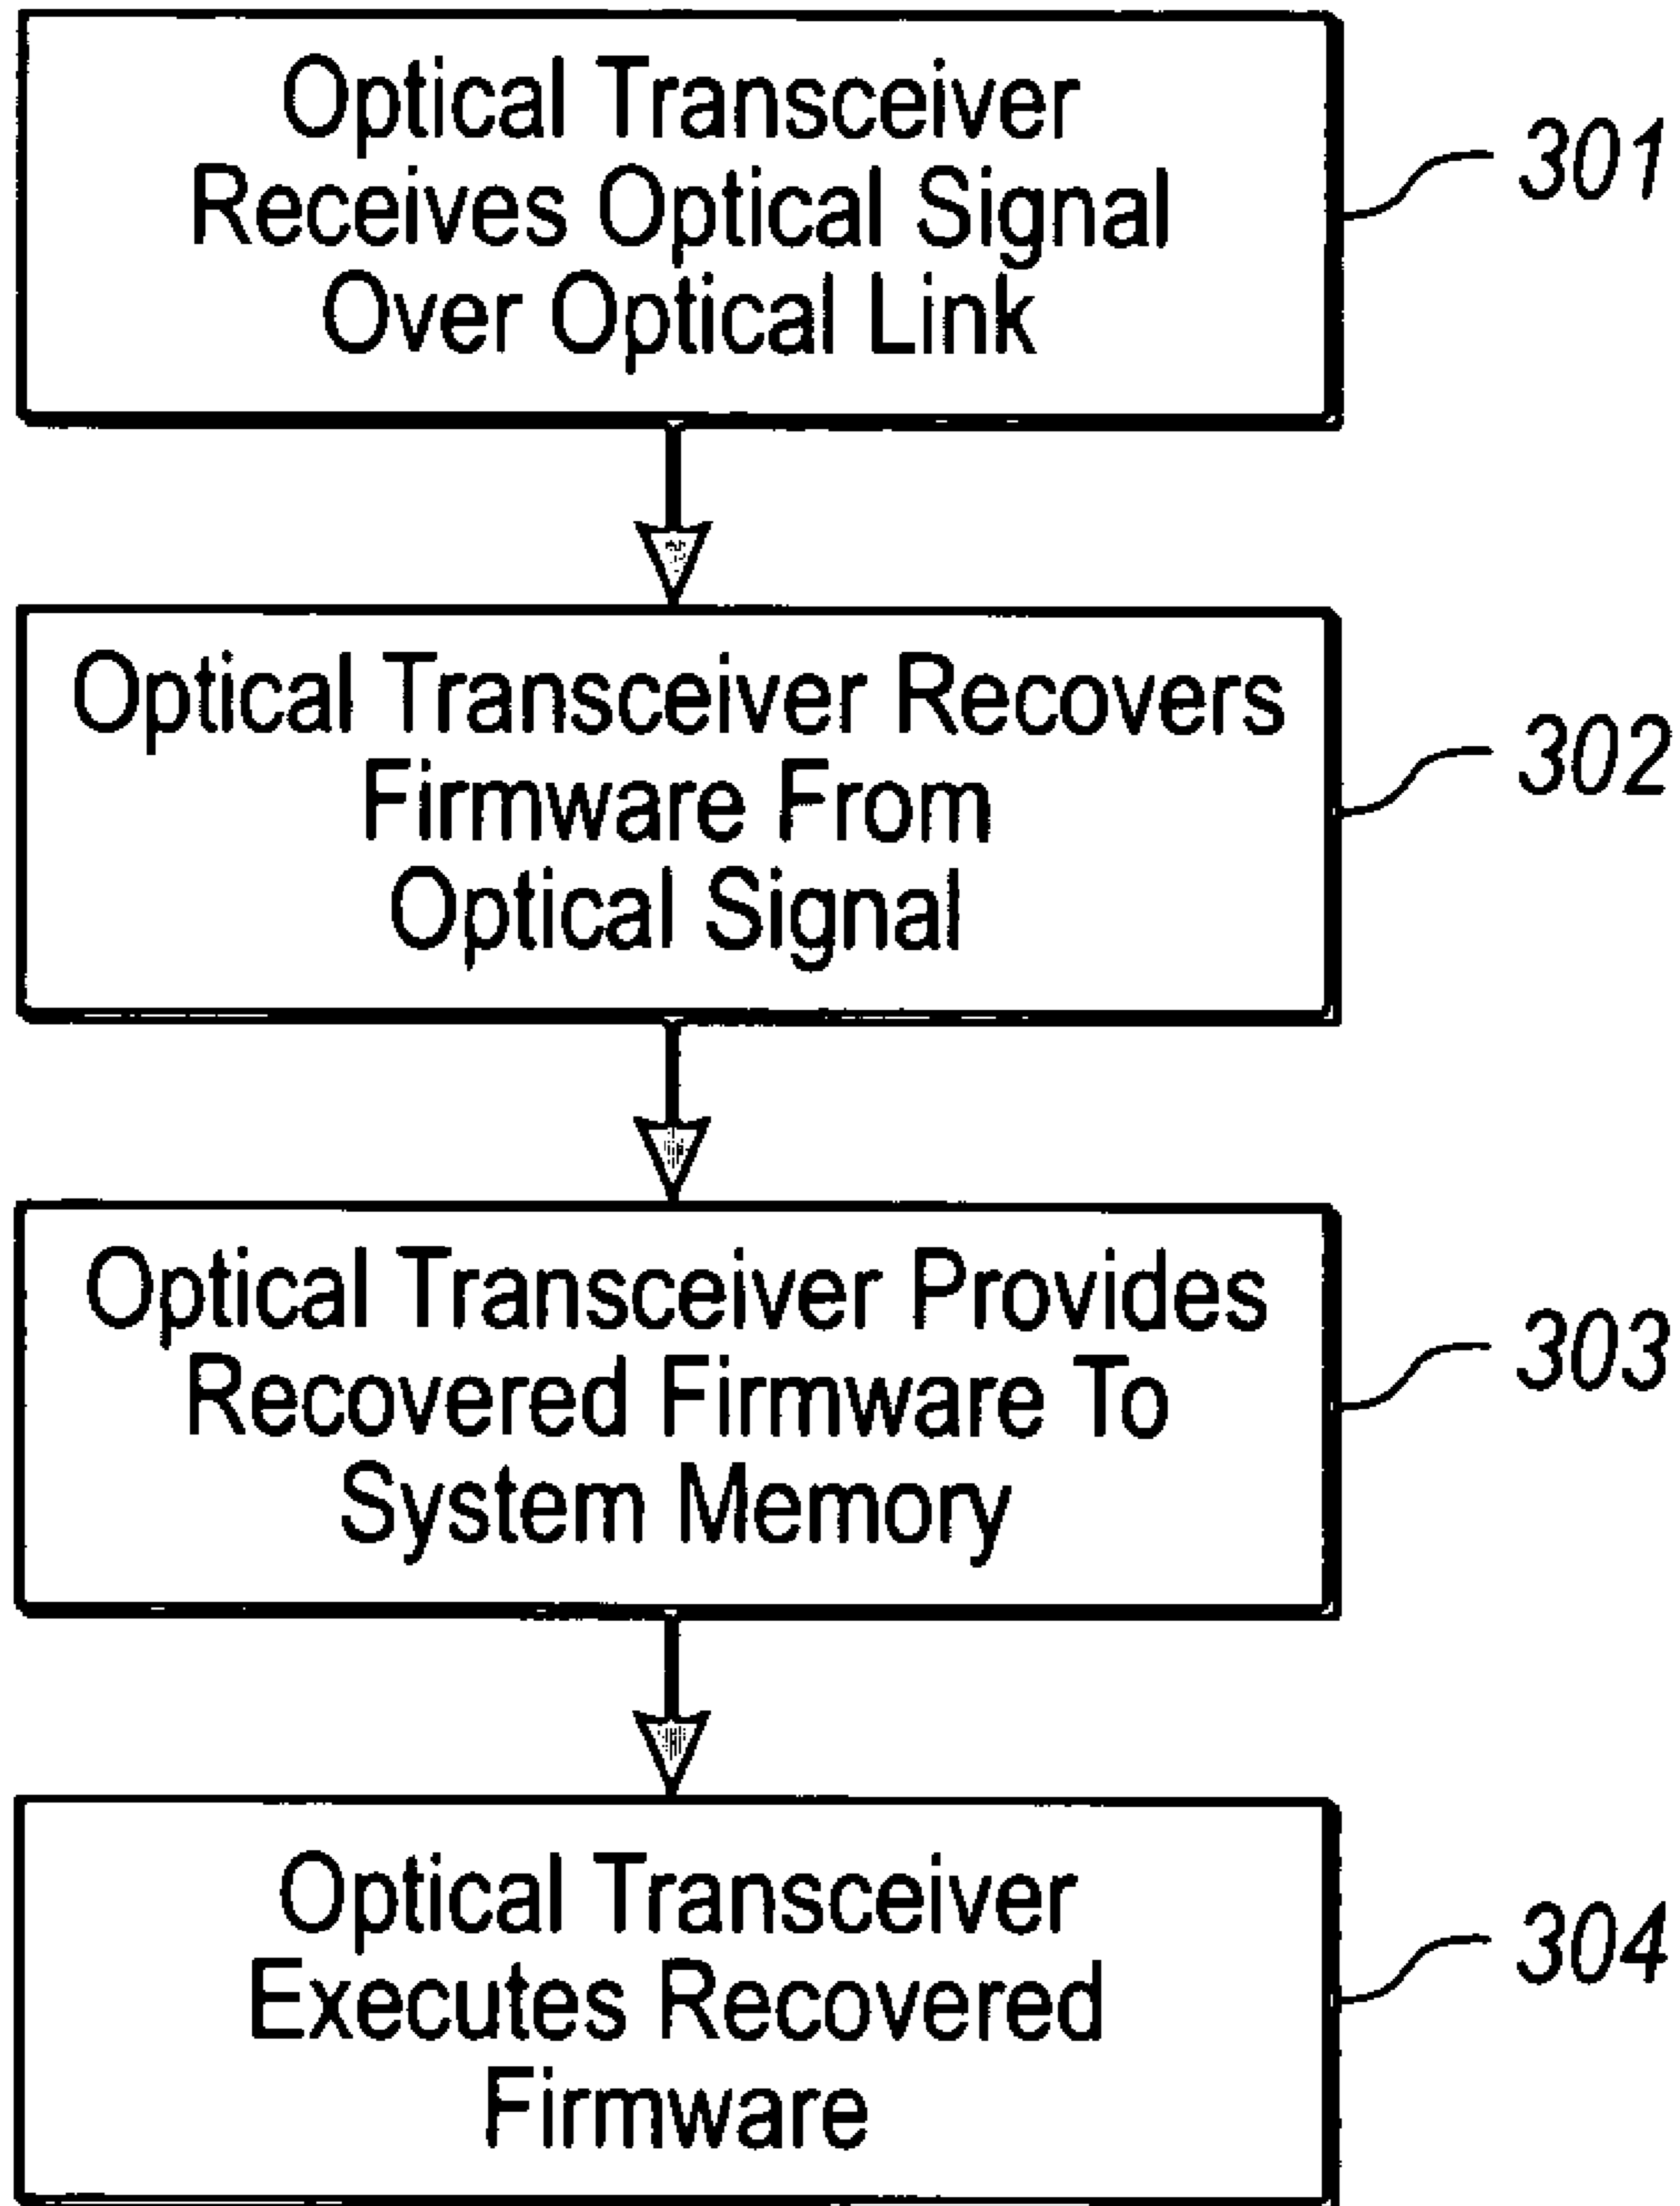 Optical Transceiver
Receives Optical Signal
Over Optical Link
301
Optical Transceiver Recovers
Firmware From
Optical Signal
302
Optical Transceiver Provides
Recovered Firmware To
System Memory
303
Optical Transceiver
Executes Recovered
Firmware
304